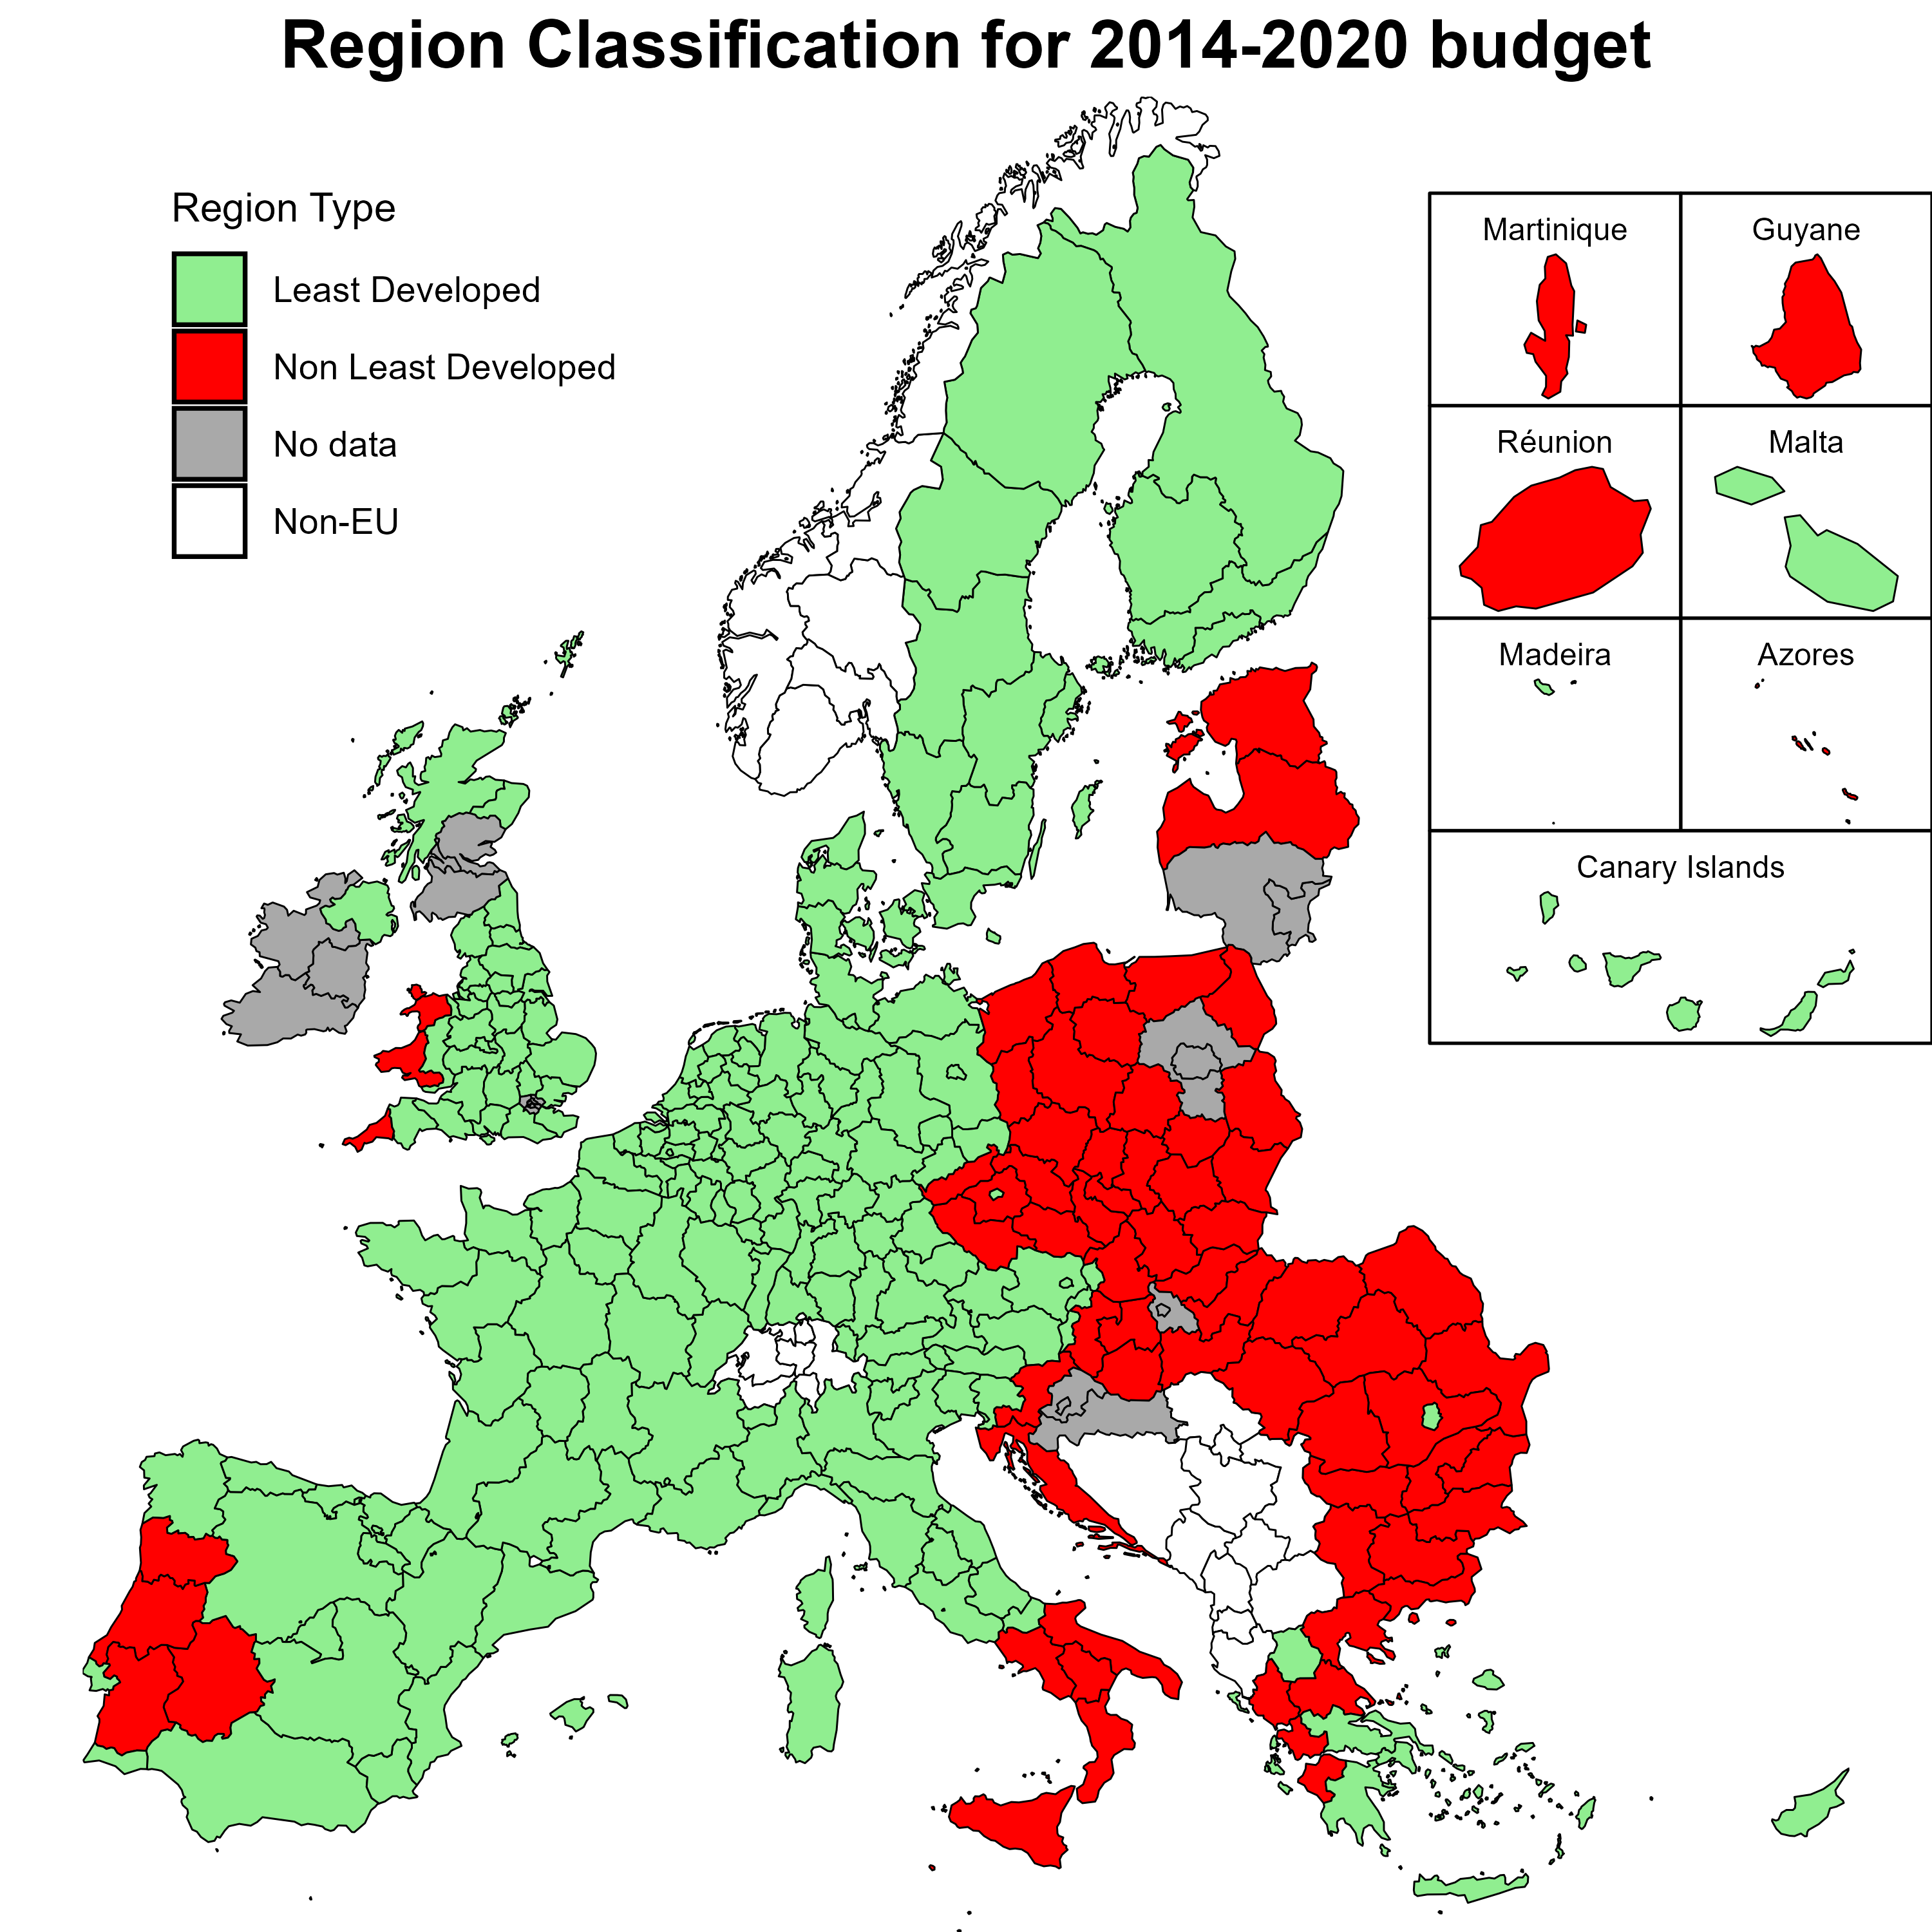 Region Classification for 2014-2020 budget
Region Type
Least Developed
Non Least Developed
No data
Non-EU
Martinique
Guyane
Réunion
Malta
Madeira
Azores
Canary Islands